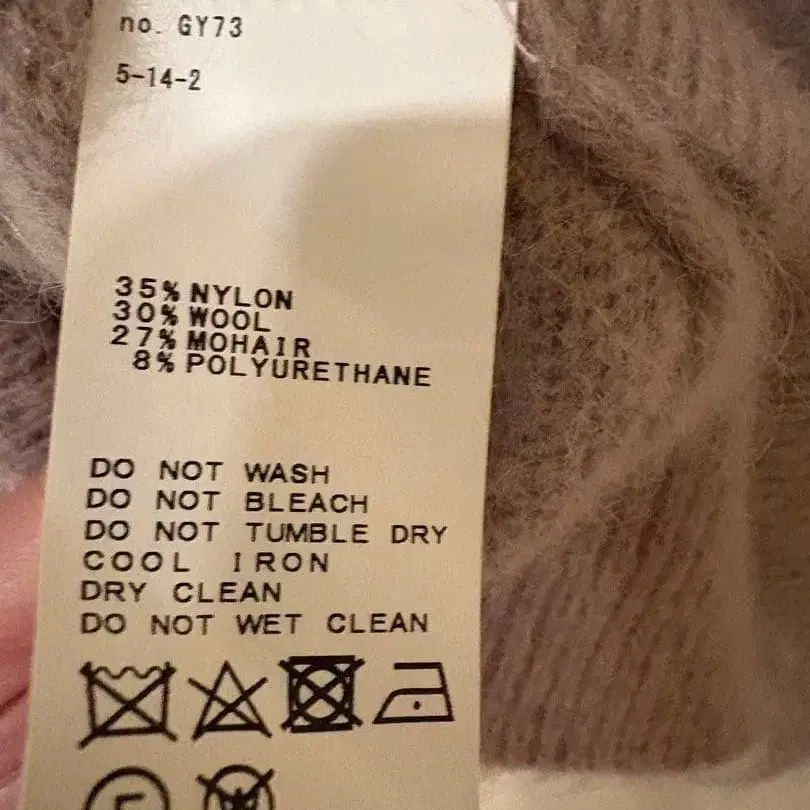 no. GY73
5-14-2
35% NYLON
30% WOOL
27% MOHAIR
8% POLYURETHANE
DO NOT WASH
DO NOT BLEACH
DO NOT TUMBLE DRY
COOL IRON
DRY CLEAN
DO NOT WET CLEAN